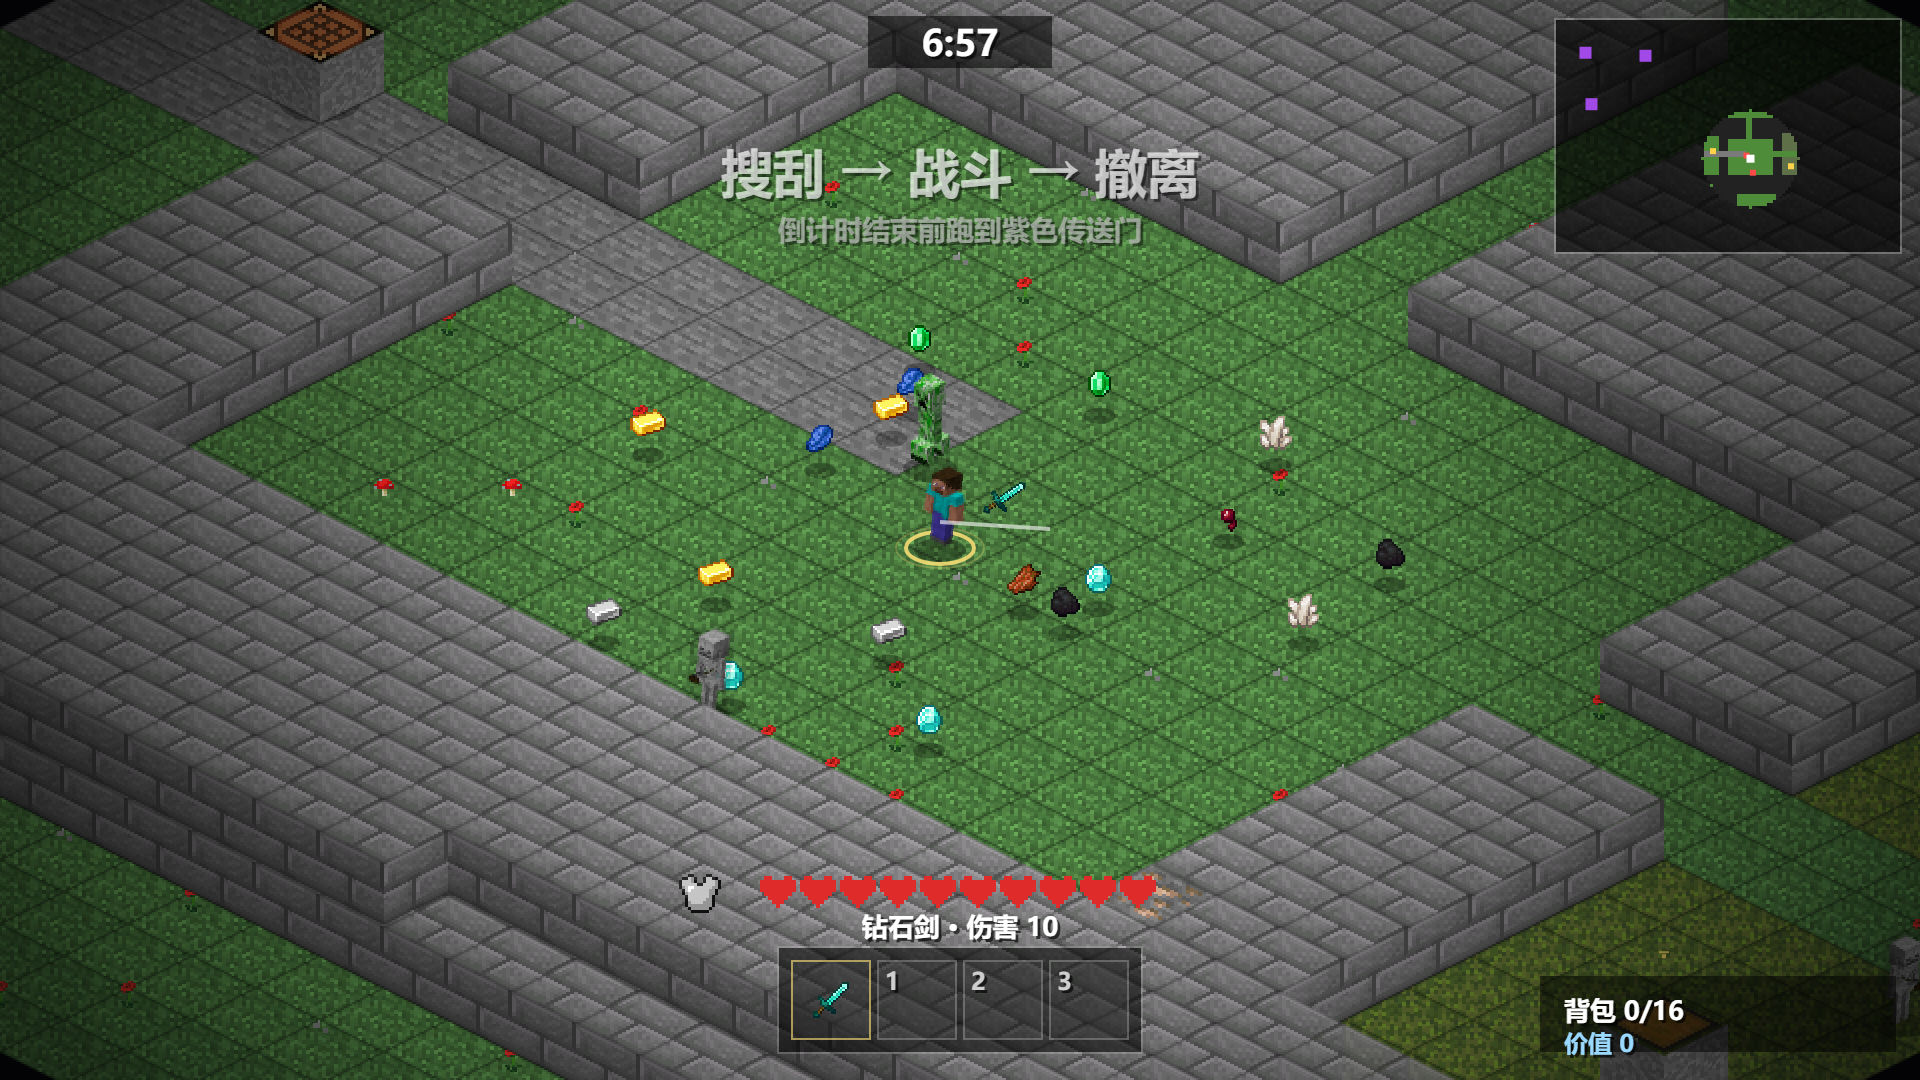 6:57
搜刮 → 战斗 → 撤离
倒计时结束前跑到紫色传送门
钻石剑 · 伤害 10
1
2
3
背包 0/16
价值 0